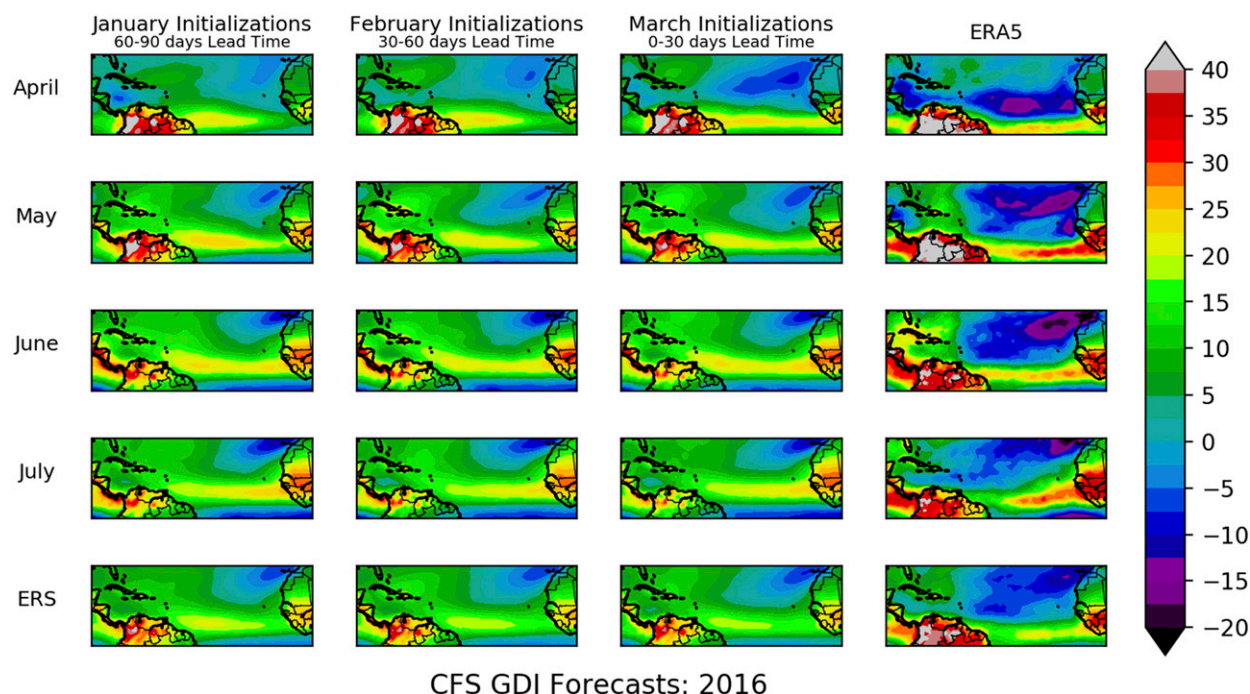 January Initializations
60-90 days Lead Time
February Initializations
30-60 days Lead Time
March Initializations
0-30 days Lead Time
ERA5
April
May
June
July
ERS
40
35
30
25
20
15
10
5
0
−5
−10
−15
−20
CFS GDI Forecasts: 2016